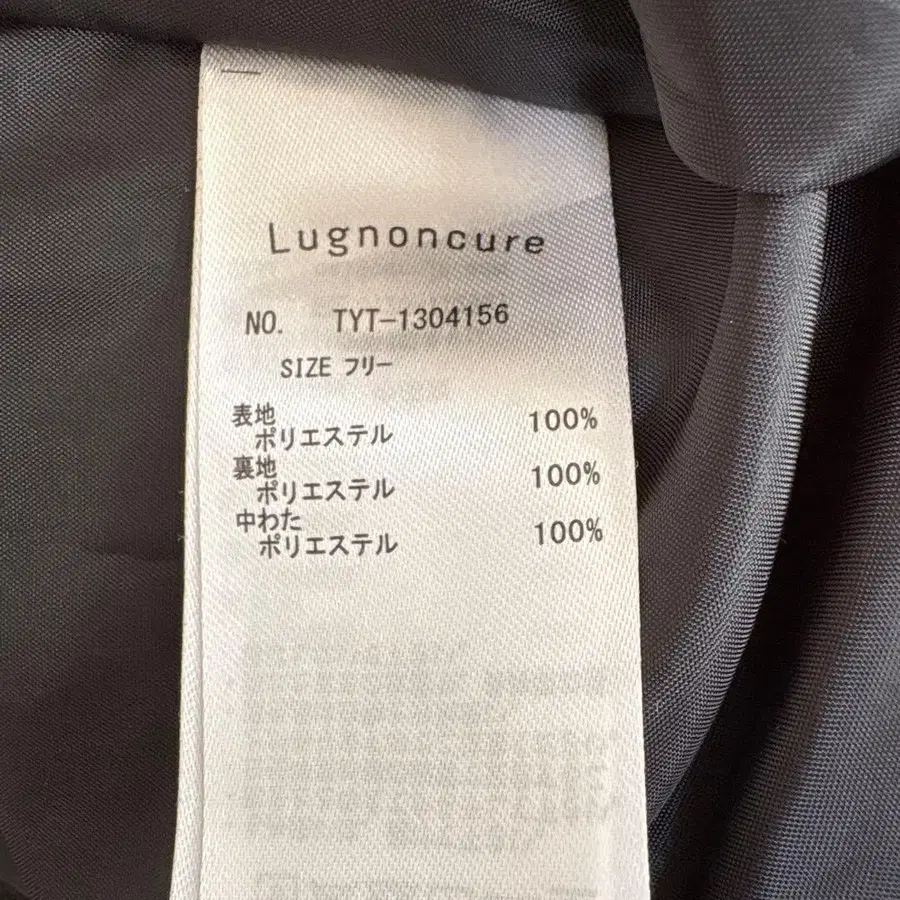 Lugnoncure
NO. TYT-1304156
SIZE フリー
表地
ポリエステル 100%
裏地
ポリエステル 100%
中わた
ポリエステル 100%